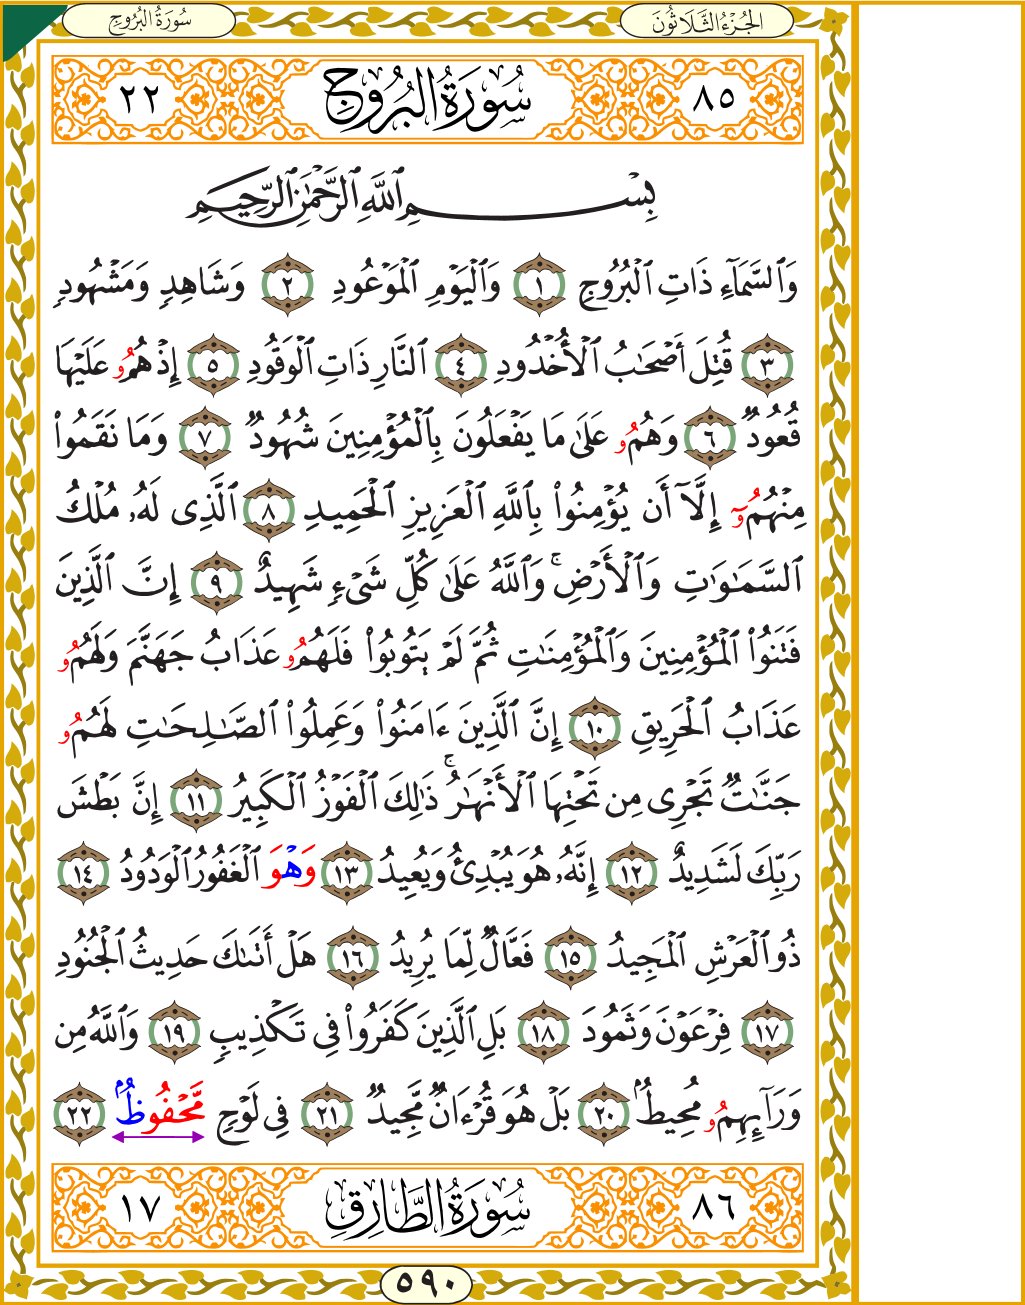 سُورَةُ البُرُوجِ الجُزْءُ الثَّلَاثُونَ
٨٥ سُورَةُ البُرُوجِ ٢٢
بِسْمِ ٱللَّهِ ٱلرَّحْمَٰنِ ٱلرَّحِيمِ
وَٱلسَّمَآءِ ذَاتِ ٱلْبُرُوجِ ١ وَٱلْيَوْمِ ٱلْمَوْعُودِ ٢ وَشَاهِدٍ وَمَشْهُودٍ
٣ قُتِلَ أَصْحَٰبُ ٱلْأُخْدُودِ ٤ ٱلنَّارِ ذَاتِ ٱلْوَقُودِ ٥ إِذْ هُمُو عَلَيْهَا
قُعُودٌ ٦ وَهُمُو عَلَىٰ مَا يَفْعَلُونَ بِٱلْمُؤْمِنِينَ شُهُودٌ ٧ وَمَا نَقَمُوا۟
مِنْهُمُوٓ إِلَّآ أَن يُؤْمِنُوا۟ بِٱللَّهِ ٱلْعَزِيزِ ٱلْحَمِيدِ ٨ ٱلَّذِى لَهُۥ مُلْكُ
ٱلسَّمَٰوَٰتِ وَٱلْأَرْضِ ۚ وَٱللَّهُ عَلَىٰ كُلِّ شَىْءٍ شَهِيدٌ ٩ إِنَّ ٱلَّذِينَ
فَتَنُوا۟ ٱلْمُؤْمِنِينَ وَٱلْمُؤْمِنَٰتِ ثُمَّ لَمْ يَتُوبُوا۟ فَلَهُمُو عَذَابُ جَهَنَّمَ وَلَهُمُو
عَذَابُ ٱلْحَرِيقِ ١٠ إِنَّ ٱلَّذِينَ ءَامَنُوا۟ وَعَمِلُوا۟ ٱلصَّٰلِحَٰتِ لَهُمُو
جَنَّٰتٌ تَجْرِى مِن تَحْتِهَا ٱلْأَنْهَٰرُ ۚ ذَٰلِكَ ٱلْفَوْزُ ٱلْكَبِيرُ ١١ إِنَّ بَطْشَ
رَبِّكَ لَشَدِيدٌ ١٢ إِنَّهُۥ هُوَ يُبْدِئُ وَيُعِيدُ ١٣ وَهْوَ ٱلْغَفُورُ ٱلْوَدُودُ ١٤
ذُو ٱلْعَرْشِ ٱلْمَجِيدُ ١٥ فَعَّالٌ لِّمَا يُرِيدُ ١٦ هَلْ أَتَىٰكَ حَدِيثُ ٱلْجُنُودِ
١٧ فِرْعَوْنَ وَثَمُودَ ١٨ بَلِ ٱلَّذِينَ كَفَرُوا۟ فِى تَكْذِيبٍ ١٩ وَٱللَّهُ مِن
وَرَآئِهِمُو مُحِيطٌۢ ٢٠ بَلْ هُوَ قُرْءَانٌ مَّجِيدٌ ٢١ فِى لَوْحٍ مَّحْفُوظٌۢ ٢٢
٨٦ سُورَةُ الطَّارِقِ ١٧
٥٩٠